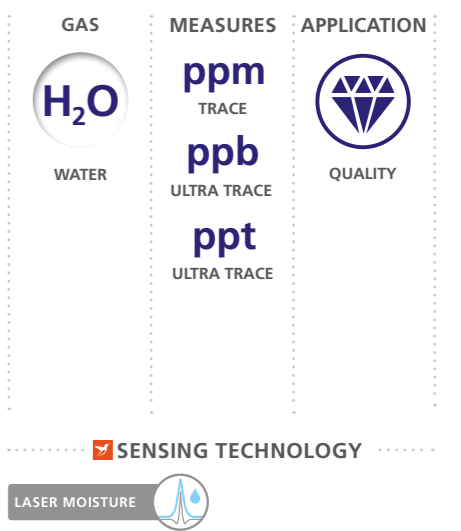 GAS
H₂O
WATER
MEASURES
ppm
TRACE
ppb
ULTRA TRACE
ppt
ULTRA TRACE
APPLICATION
QUALITY
SENSING TECHNOLOGY
LASER MOISTURE